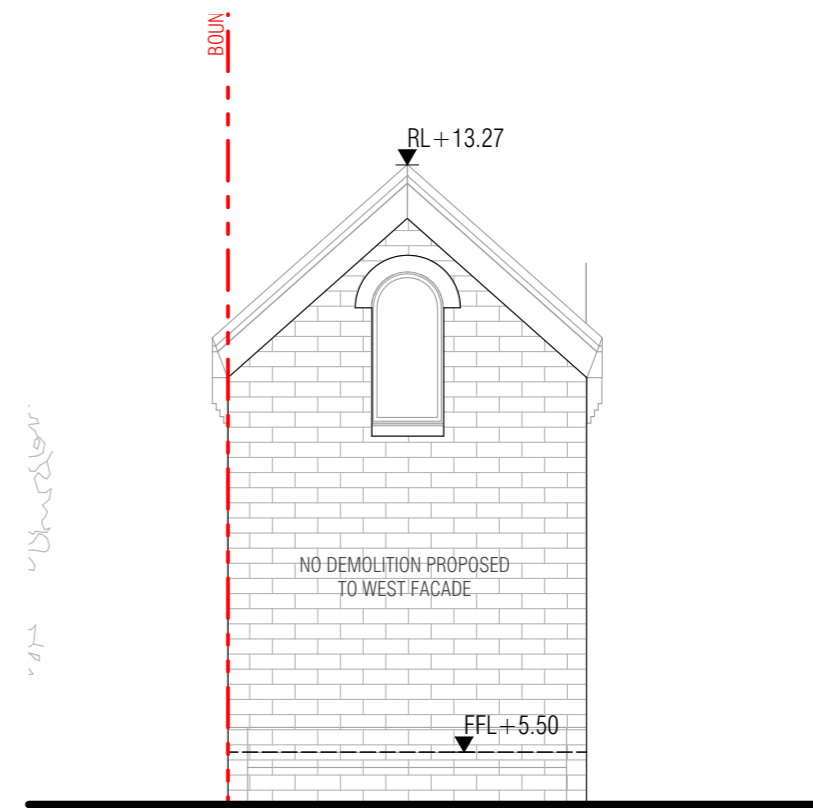 BOUN
RL+13.27
NO DEMOLITION PROPOSED
TO WEST FACADE
FFL+5.50